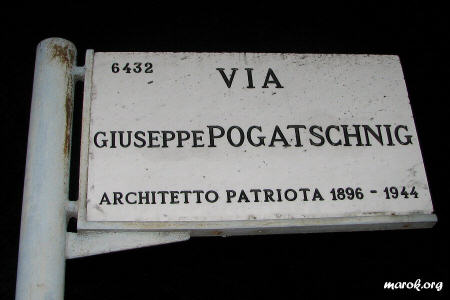 6432
VIA
GIUSEPPE POGATSCHNIG
ARCHITETTO PATRIOTA 1896 - 1944
marok.org